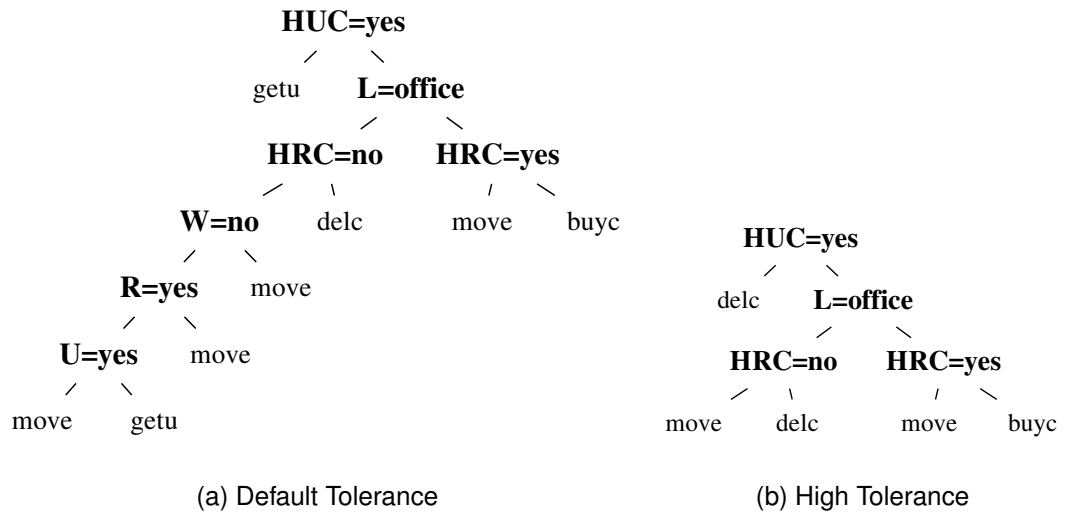 HUC=yes
getu L=office
HRC=no HRC=yes
W=no delc move buyc
R=yes move
U=yes move
move getu
(a) Default Tolerance
HUC=yes
delc L=office
HRC=no HRC=yes
move delc move buyc
(b) High Tolerance